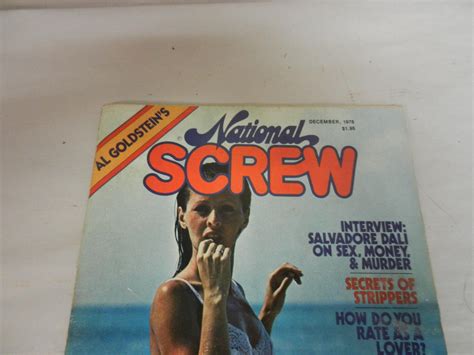 AL GOLDSTEIN'S
National
DECEMBER, 1976
$1.95
SCREW
INTERVIEW:
SALVADORE DALI
ON SEX, MONEY,
& MURDER
SECRETS OF
STRIPPERS
HOW DO YOU
RATE AS A
LOVER?